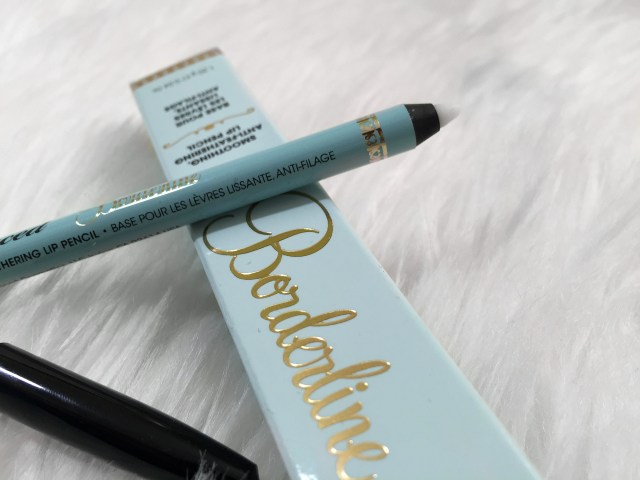 SMOOTHING,
ANTI-FEATHERING
LIP PENCIL
BASE POUR
LES LÈVRES
LISSANTE,
ANTI-FILAGE
Borderline
THERING LIP PENCIL • BASE POUR LES LÈVRES LISSANTE, ANTI-FILAGE
Borderline